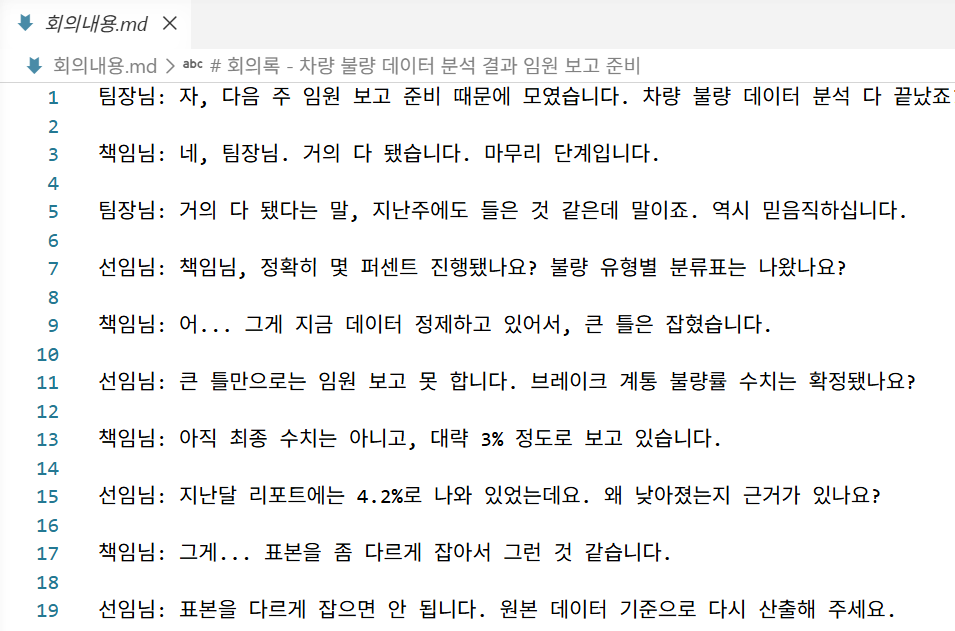 회의내용.md ×
회의내용.md > abc # 회의록 - 차량 불량 데이터 분석 결과 임원 보고 준비
1 팀장님: 자, 다음 주 임원 보고 준비 때문에 모였습니다. 차량 불량 데이터 분석 다 끝났죠?
2
3 책임님: 네, 팀장님. 거의 다 됐습니다. 마무리 단계입니다.
4
5 팀장님: 거의 다 됐다는 말, 지난주에도 들은 것 같은데 말이죠. 역시 믿음직하십니다.
6
7 선임님: 책임님, 정확히 몇 퍼센트 진행됐나요? 불량 유형별 분류표는 나왔나요?
8
9 책임님: 어... 그게 지금 데이터 정제하고 있어서, 큰 틀은 잡혔습니다.
10
11 선임님: 큰 틀만으로는 임원 보고 못 합니다. 브레이크 계통 불량률 수치는 확정됐나요?
12
13 책임님: 아직 최종 수치는 아니고, 대략 3% 정도로 보고 있습니다.
14
15 선임님: 지난달 리포트에는 4.2%로 나와 있었는데요. 왜 낮아졌는지 근거가 있나요?
16
17 책임님: 그게... 표본을 좀 다르게 잡아서 그런 것 같습니다.
18
19 선임님: 표본을 다르게 잡으면 안 됩니다. 원본 데이터 기준으로 다시 산출해 주세요.